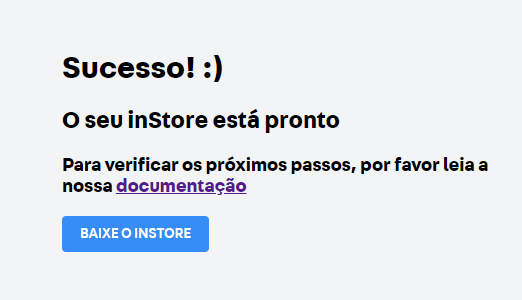 Sucesso! :)
O seu inStore está pronto
Para verificar os próximos passos, por favor leia a
nossa documentação
BAIXE O INSTORE